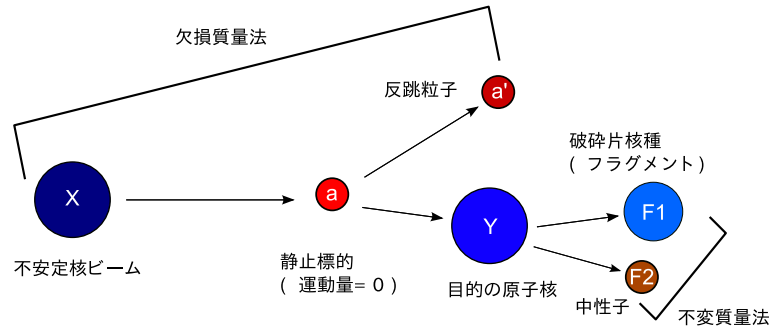 欠損質量法
反跳粒子
a'
破砕片核種
( フラグメント)
X
a
Y
F1
F2
不安定核ビーム
静止標的
( 運動量=０)
目的の原子核
中性子
不変質量法